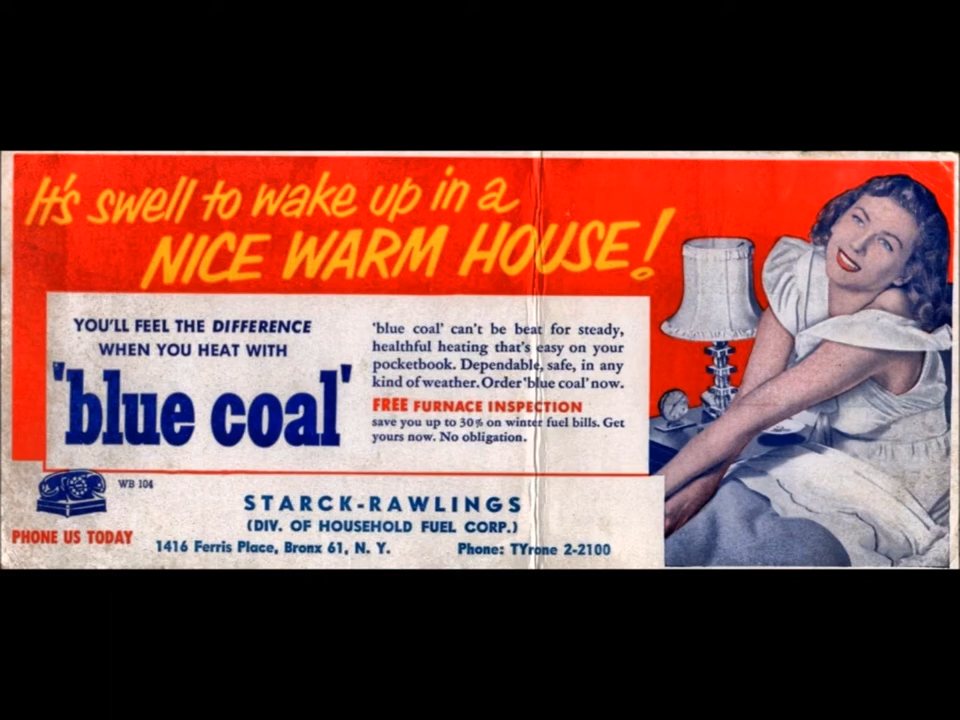 It's swell to wake up in a
NICE WARM HOUSE!
YOU'LL FEEL THE DIFFERENCE
WHEN YOU HEAT WITH
'blue coal'
'blue coal' can't be beat for steady,
healthful heating that's easy on your
pocketbook. Dependable, safe, in any
kind of weather. Order 'blue coal' now.
FREE FURNACE INSPECTION
save you up to 30% on winter fuel bills. Get
yours now. No obligation.
WB 104
PHONE US TODAY
STARCK-RAWLINGS
(DIV. OF HOUSEHOLD FUEL CORP.)
1416 Ferris Place, Bronx 61, N. Y. Phone: TYrone 2-2100